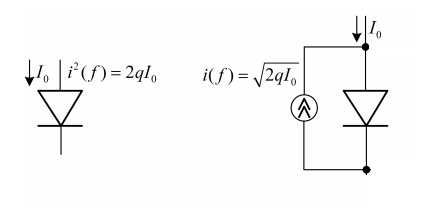 I₀ i²(f) = 2qI₀
i(f) = √2qI₀
I₀